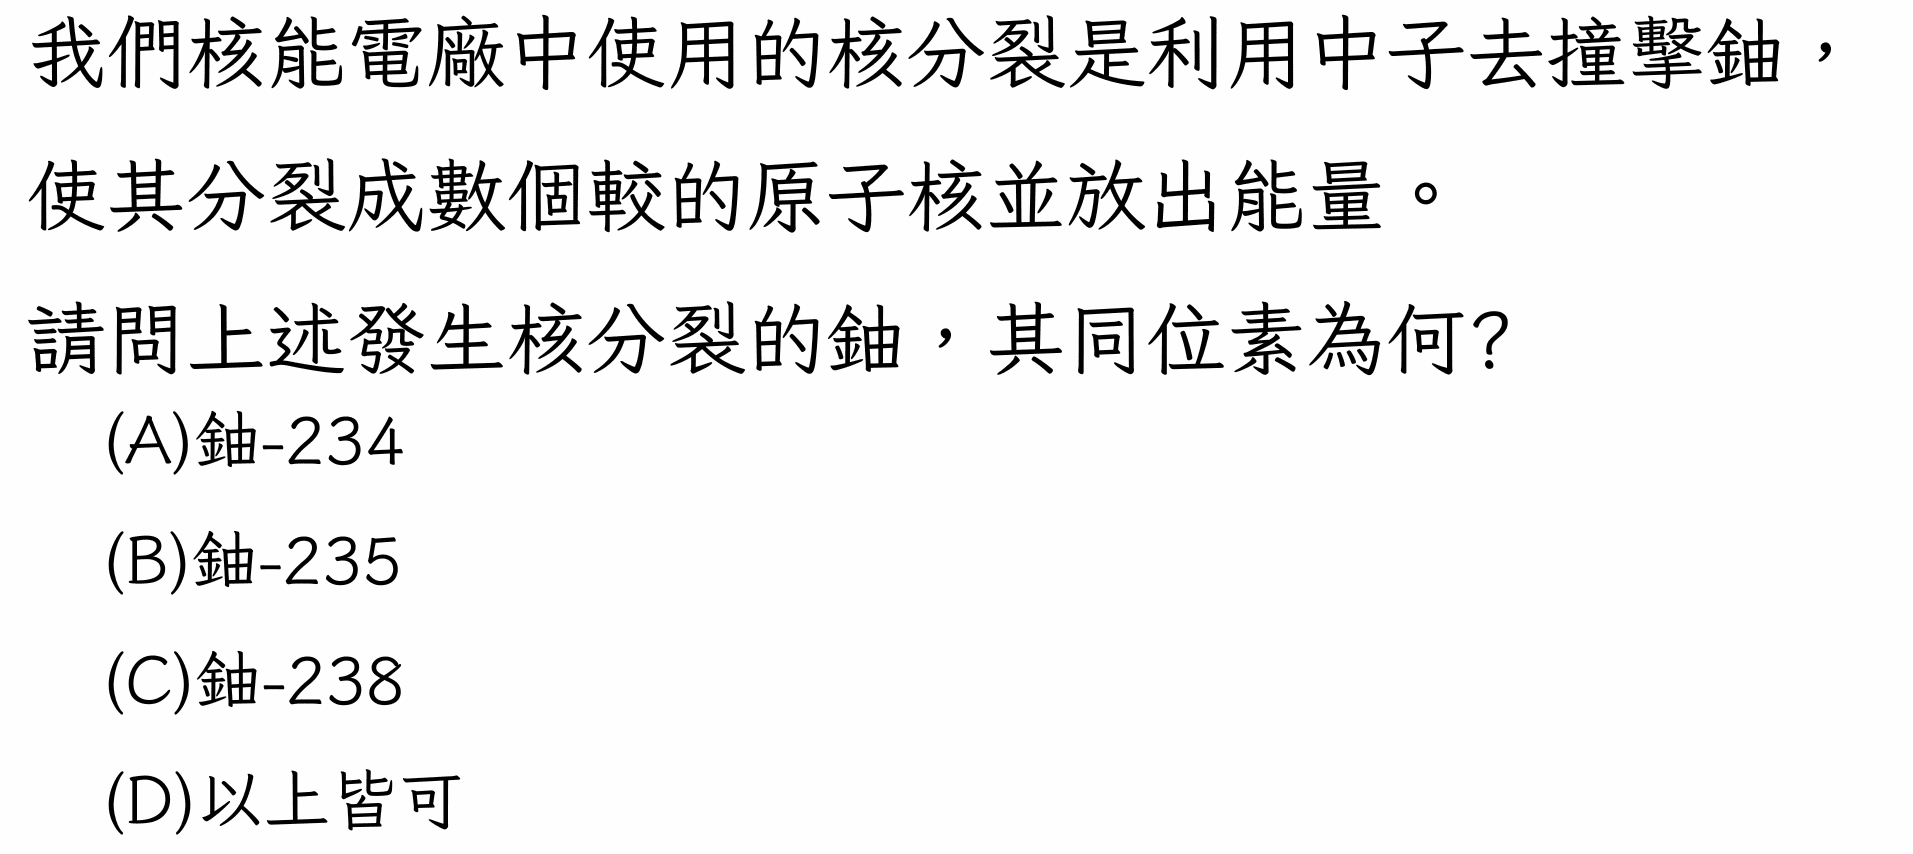 我們核能電廠中使用的核分裂是利用中子去撞擊鈾，
使其分裂成數個較的原子核並放出能量。
請問上述發生核分裂的鈾，其同位素為何?
(A)鈾-234
(B)鈾-235
(C)鈾-238
(D)以上皆可